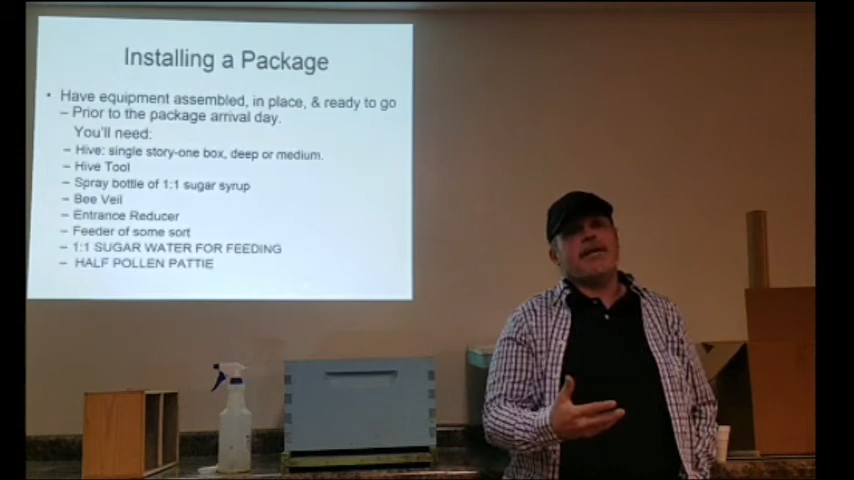 Installing a Package
• Have equipment assembled, in place, & ready to go
– Prior to the package arrival day.
You'll need:
– Hive: single story-one box, deep or medium.
– Hive Tool
– Spray bottle of 1:1 sugar syrup
– Bee Veil
– Entrance Reducer
– Feeder of some sort
– 1:1 SUGAR WATER FOR FEEDING
– HALF POLLEN PATTIE